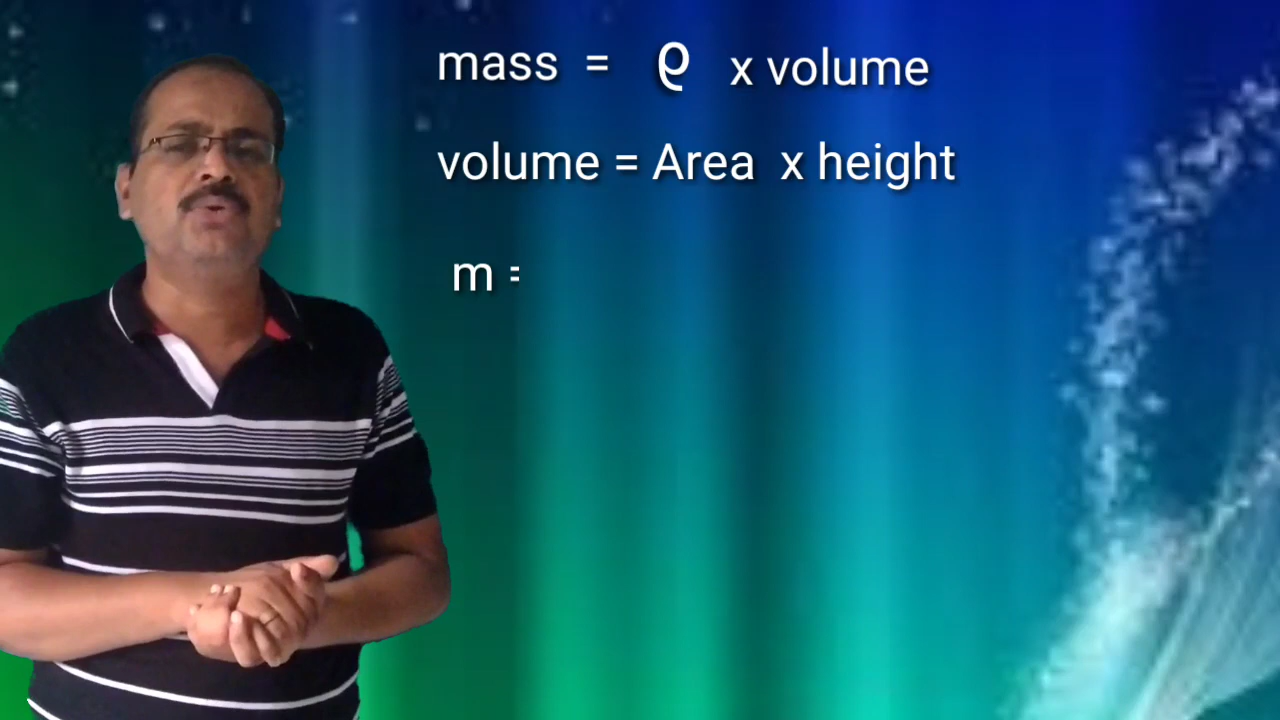 mass = ϱ x volume
volume = Area x height
m =